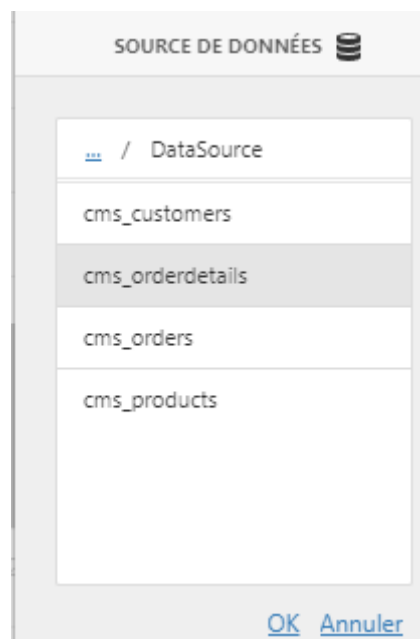 SOURCE DE DONNÉES
... / DataSource
cms_customers
cms_orderdetails
cms_orders
cms_products
OK Annuler